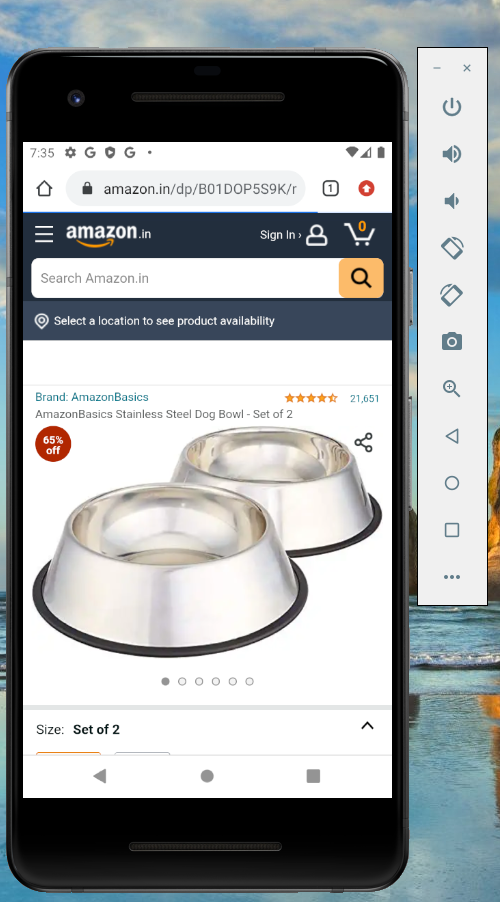 7:35
amazon.in/dp/B01DOP5S9K/r
1
amazon.in
Sign In ›
0
Search Amazon.in
Select a location to see product availability
Brand: AmazonBasics
21,651
AmazonBasics Stainless Steel Dog Bowl - Set of 2
65%
off
Size: Set of 2